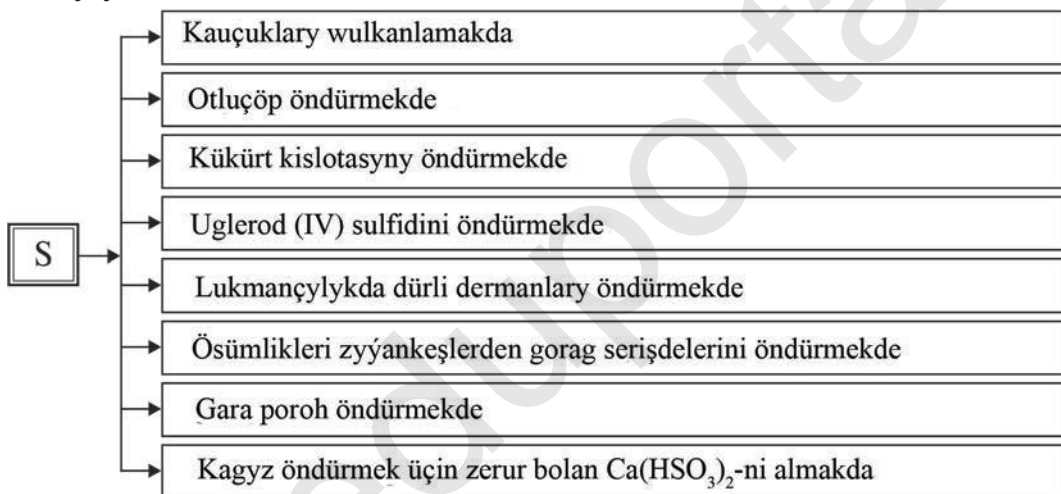 Kauçuklary wulkanlamakda
Otluçöp öndürmekde
Kükürt kislotasyny öndürmekde
Uglerod (IV) sulfidini öndürmekde
S
Lukmançylykda dürli dermanlary öndürmekde
Ösümlikleri zyýankeşlerden gorag serişdelerini öndürmekde
Gara poroh öndürmekde
Kagyz öndürmek üçin zerur bolan Ca(HSO₃)₂-ni almakda